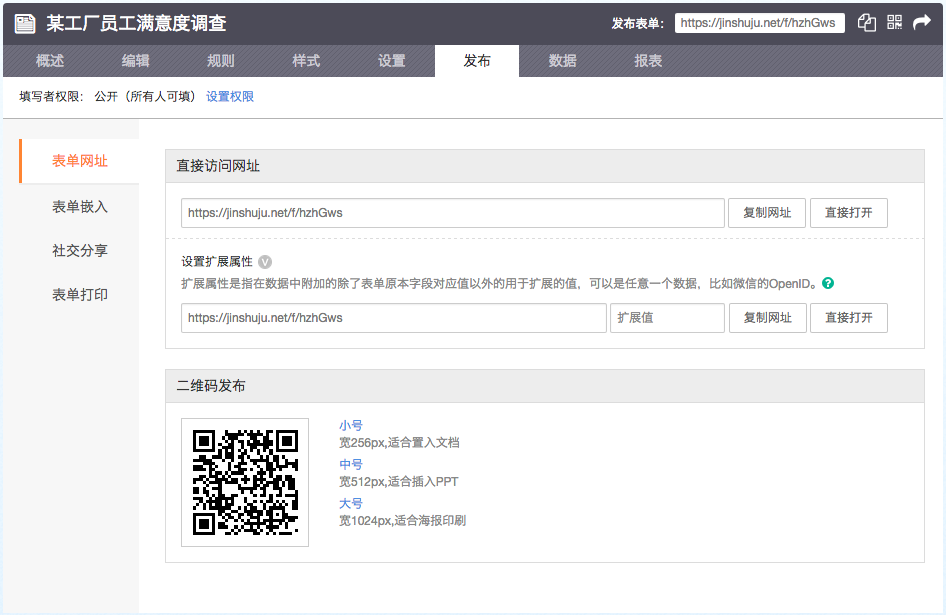 某工厂员工满意度调查
发布表单： https://jinshuju.net/f/hzhGws
概述 编辑 规则 样式 设置 发布 数据 报表
填写者权限： 公开（所有人可填） 设置权限
表单网址
表单嵌入
社交分享
表单打印
直接访问网址
https://jinshuju.net/f/hzhGws 复制网址 直接打开
设置扩展属性 V
扩展属性是指在数据中附加的除了表单原本字段对应值以外的用于扩展的值，可以是任意一个数据，比如微信的OpenID。 ?
https://jinshuju.net/f/hzhGws 扩展值 复制网址 直接打开
二维码发布
小号
宽256px,适合置入文档
中号
宽512px,适合插入PPT
大号
宽1024px,适合海报印刷